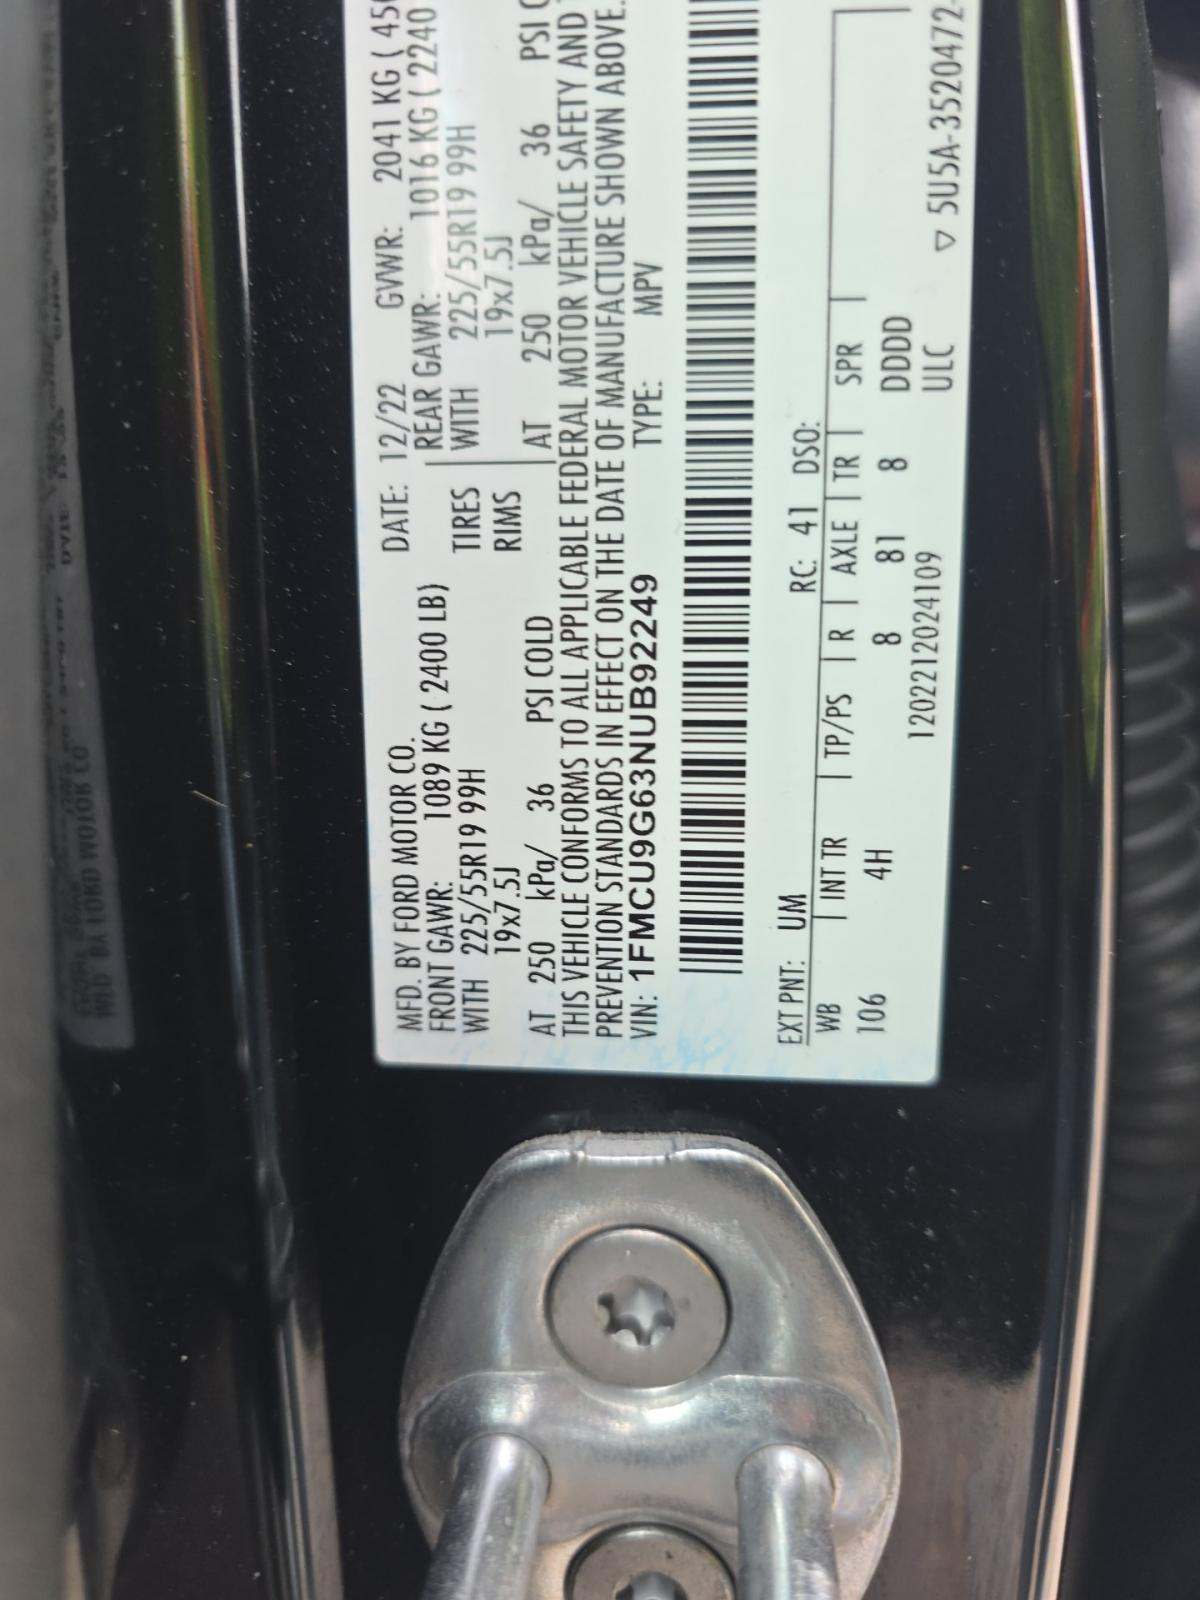 MFD. BY FORD MOTOR CO. DATE: 12/22 GVWR: 2041 KG ( 450
FRONT GAWR: 1089 KG ( 2400 LB) REAR GAWR: 1016 KG ( 2240
WITH 225/55R19 99H TIRES WITH 225/55R19 99H
19x7.5J RIMS 19x7.5J
AT 250 kPa/ 36 PSI COLD AT 250 kPa/ 36 PSI C
THIS VEHICLE CONFORMS TO ALL APPLICABLE FEDERAL MOTOR VEHICLE SAFETY AND
PREVENTION STANDARDS IN EFFECT ON THE DATE OF MANUFACTURE SHOWN ABOVE.
VIN: 1FMCU9G63NUB92249 TYPE: MPV
EXT PNT: UM RC: 41 DSO:
WB INT TR TP/PS R AXLE TR SPR
106 4H 8 81 8 DDDD
1202212024109 ULC ▽ 5U5A-3520472-